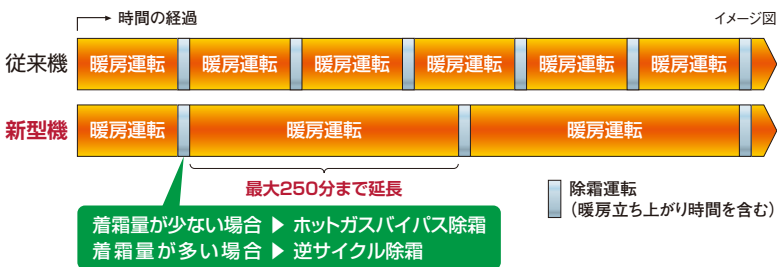 時間の経過
イメージ図
従来機 暖房運転 暖房運転 暖房運転 暖房運転 暖房運転 暖房運転
新型機 暖房運転 暖房運転 暖房運転
最大250分まで延長
着霜量が少ない場合 ▶ ホットガスバイパス除霜
着霜量が多い場合 ▶ 逆サイクル除霜
除霜運転
(暖房立ち上がり時間を含む)